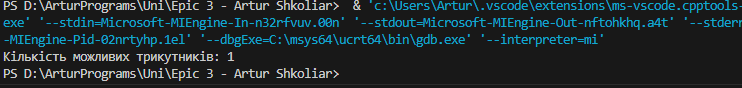 PS D:\ArturPrograms\Uni\Epic 3 - Artur Shkoliar>  & 'c:\Users\Artur\.vscode\extensions\ms-vscode.cpptools-
exe' '--stdin=Microsoft-MIEngine-In-n32rfvuv.00n' '--stdout=Microsoft-MIEngine-Out-nftohkhq.a4t' '--stderr
-MIEngine-Pid-02nrtyhp.1el' '--dbgExe=C:\msys64\ucrt64\bin\gdb.exe' '--interpreter=mi'
Кількість можливих трикутників: 1
PS D:\ArturPrograms\Uni\Epic 3 - Artur Shkoliar>